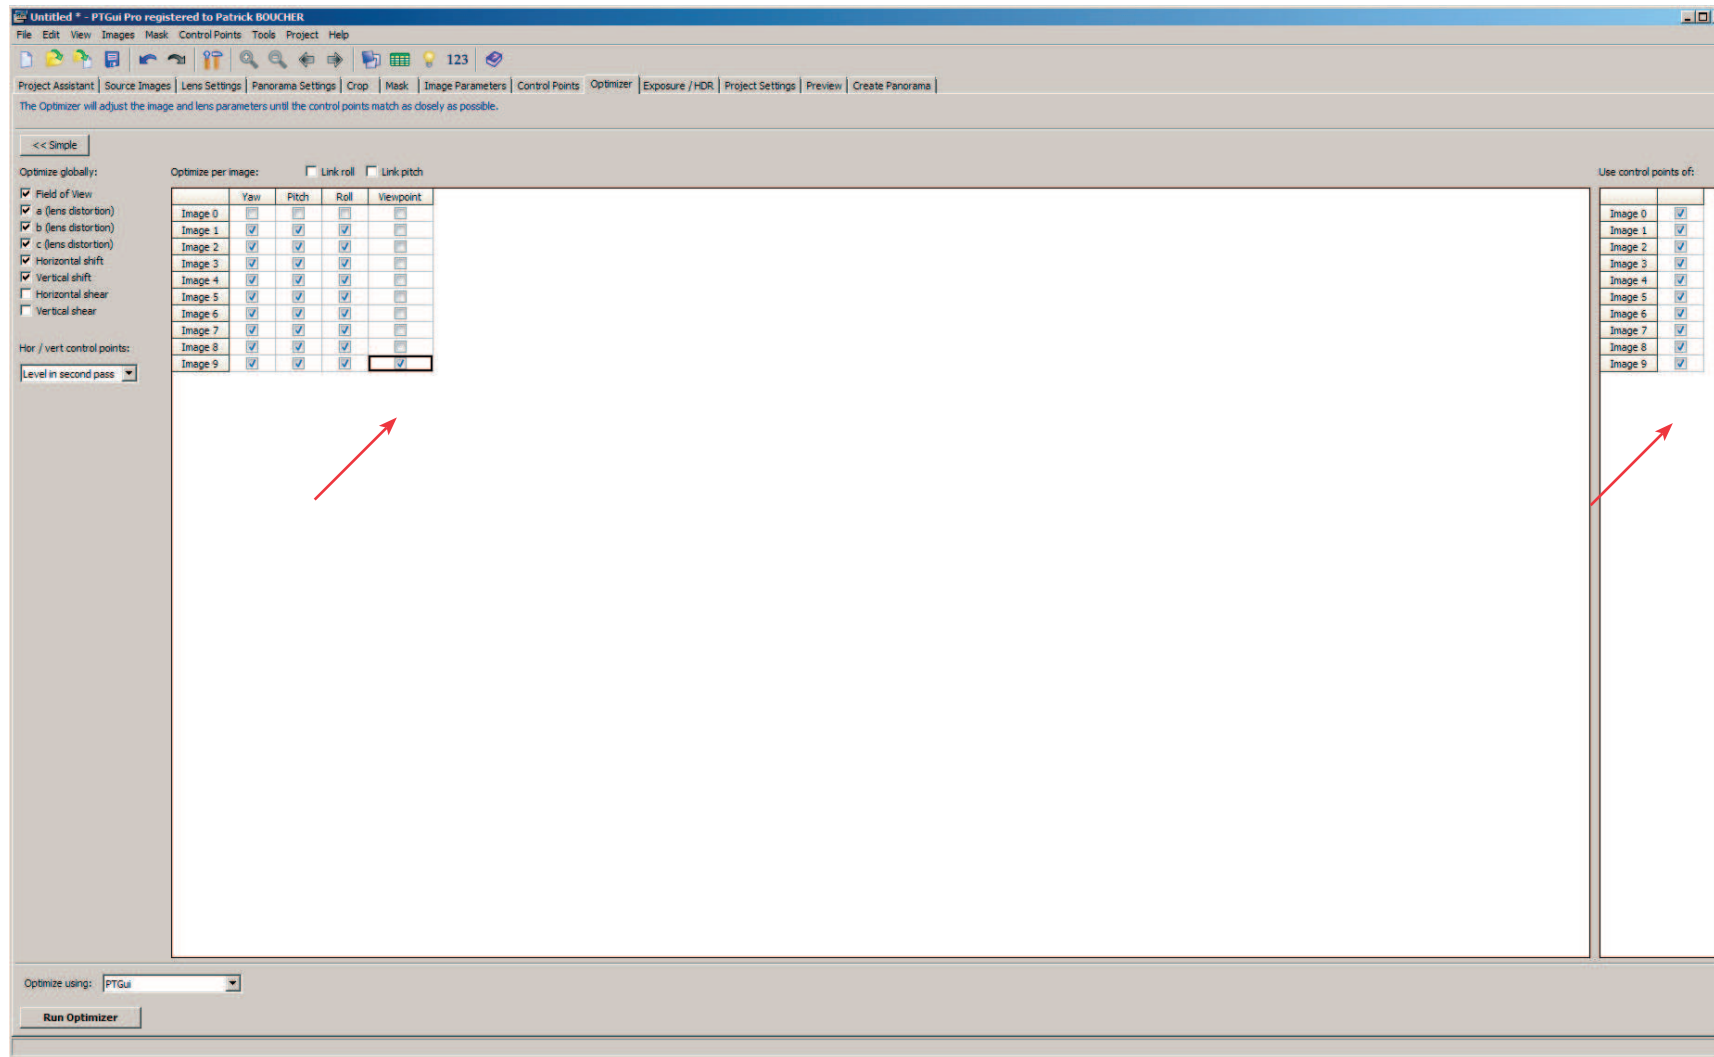 Untitled * - PTGui Pro registered to Patrick BOUCHER
File Edit View Images Mask Control Points Tools Project Help
123
Project Assistant Source Images Lens Settings Panorama Settings Crop Mask Image Parameters Control Points Optimizer Exposure / HDR Project Settings Preview Create Panorama
The Optimizer will adjust the image and lens parameters until the control points match as closely as possible.
<< Simple
Optimize globally:
Field of View
a (lens distortion)
b (lens distortion)
c (lens distortion)
Horizontal shift
Vertical shift
Horizontal shear
Vertical shear
Hor / vert control points:
Level in second pass
Optimize per image: Link roll Link pitch
Yaw Pitch Roll Viewpoint
Image 0
Image 1
Image 2
Image 3
Image 4
Image 5
Image 6
Image 7
Image 8
Image 9
Use control points of:
Image 0
Image 1
Image 2
Image 3
Image 4
Image 5
Image 6
Image 7
Image 8
Image 9
Optimize using: PTGui
Run Optimizer